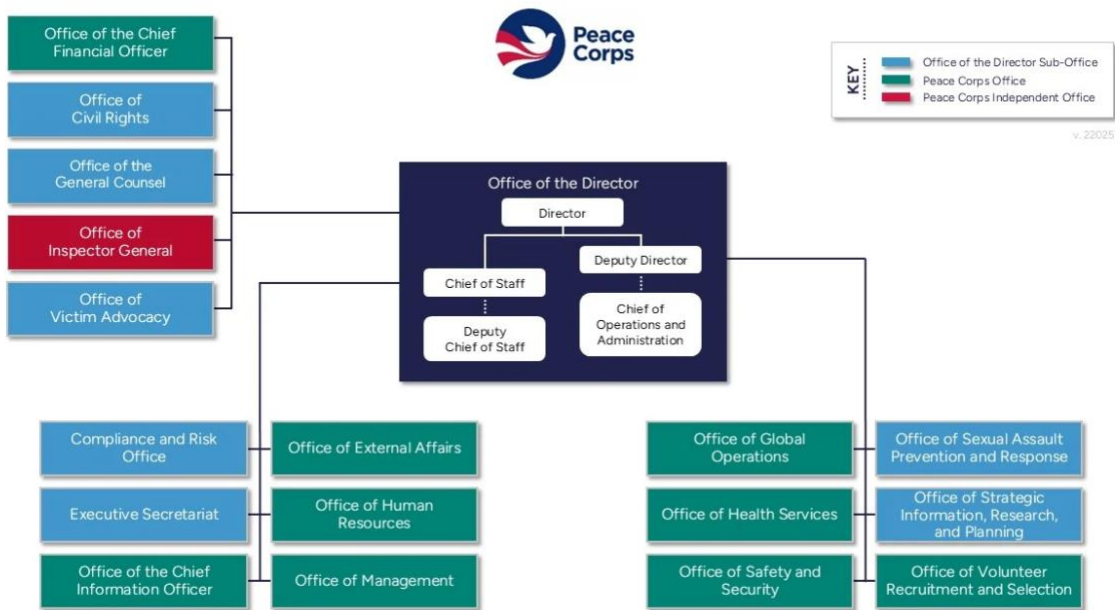 Office of the Chief
Financial Officer
Office of
Civil Rights
Office of the
General Counsel
Office of
Inspector General
Office of
Victim Advocacy
Peace
Corps
KEY
Office of the Director Sub-Office
Peace Corps Office
Peace Corps Independent Office
v. 22025
Office of the Director
Director
Deputy Director
Chief of Staff
Chief of
Operations and
Administration
Deputy
Chief of Staff
Compliance and Risk
Office
Office of External Affairs
Executive Secretariat
Office of Human
Resources
Office of the Chief
Information Officer
Office of Management
Office of Global
Operations
Office of Sexual Assault
Prevention and Response
Office of Health Services
Office of Strategic
Information, Research,
and Planning
Office of Safety and
Security
Office of Volunteer
Recruitment and Selection